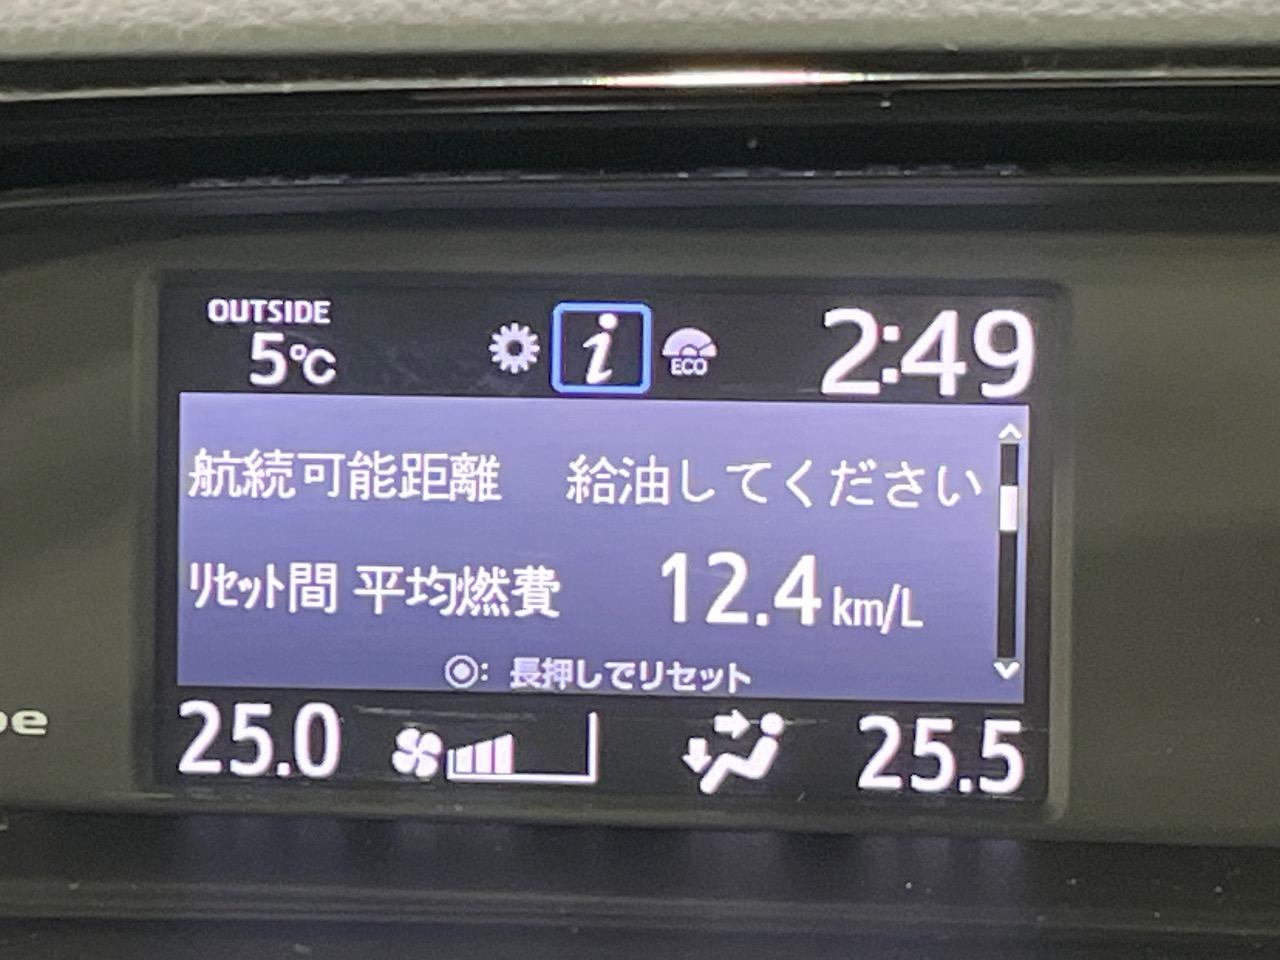 OUTSIDE
5℃
i
ECO
2:49
航続可能距離 給油してください
リセット間 平均燃費 12.4 km/L
◉: 長押しでリセット
25.0
25.5